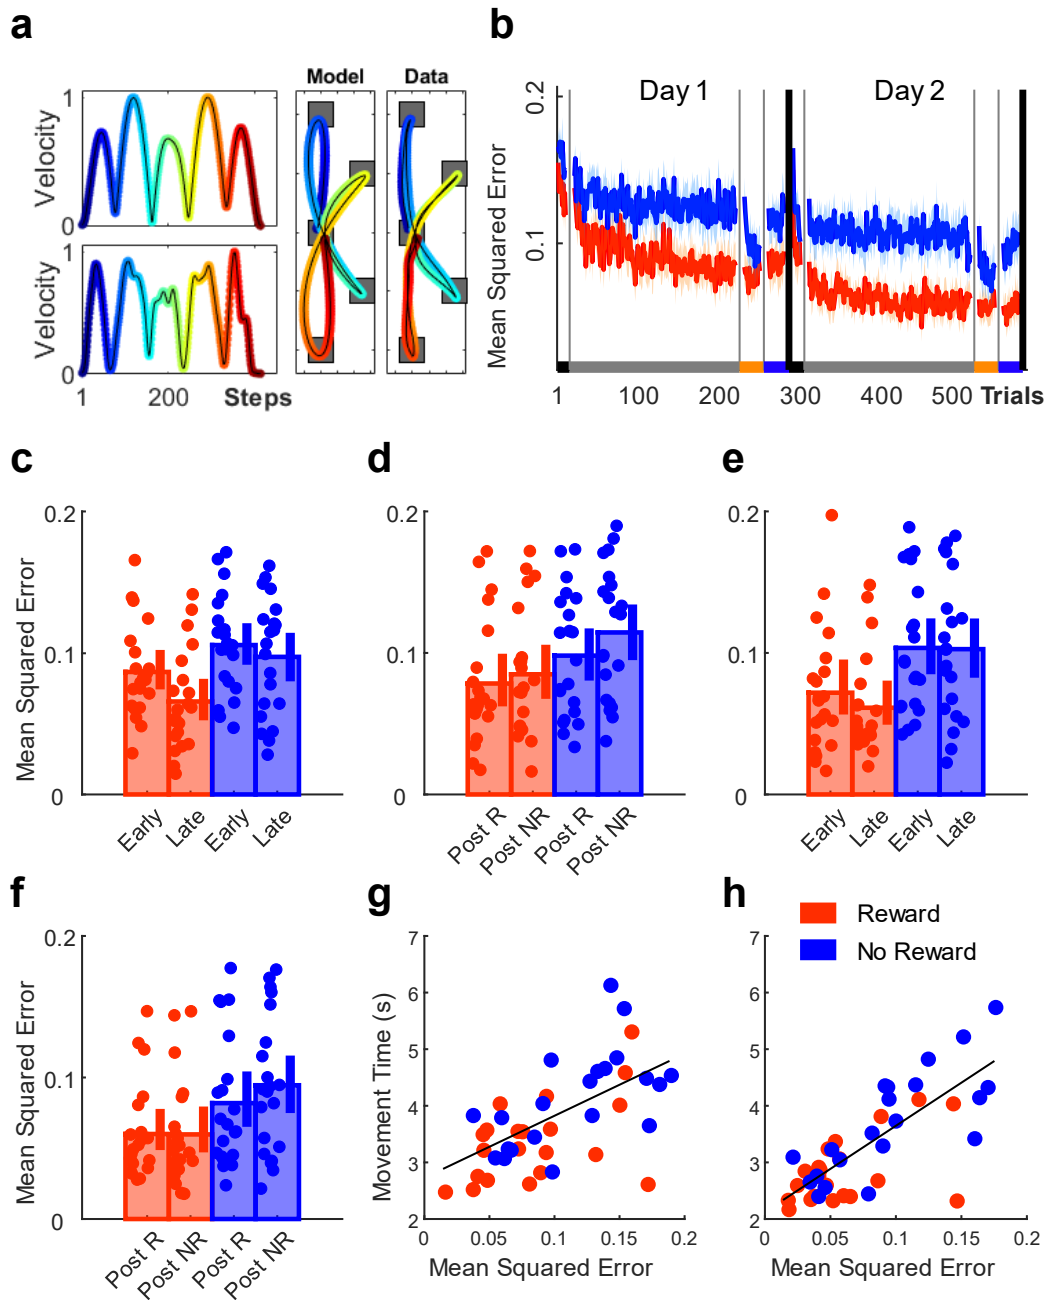 a
b
Model
Data
Velocity
1
0
Velocity
1
0
1
200
Steps
Day 1
Day 2
Mean Squared Error
0.2
0.1
1
100
200
300
400
500
Trials
c
d
e
Mean Squared Error
0.2
0.1
0
Early
Late
Early
Late
0.2
0.1
0
Post R
Post NR
Post R
Post NR
0.2
0.1
0
Early
Late
Early
Late
f
g
h
Reward
No Reward
Mean Squared Error
0.2
0.1
0
Post R
Post NR
Post R
Post NR
Movement Time (s)
7
6
5
4
3
2
0
0.05
0.1
0.15
0.2
Mean Squared Error
7
6
5
4
3
2
0
0.05
0.1
0.15
0.2
Mean Squared Error